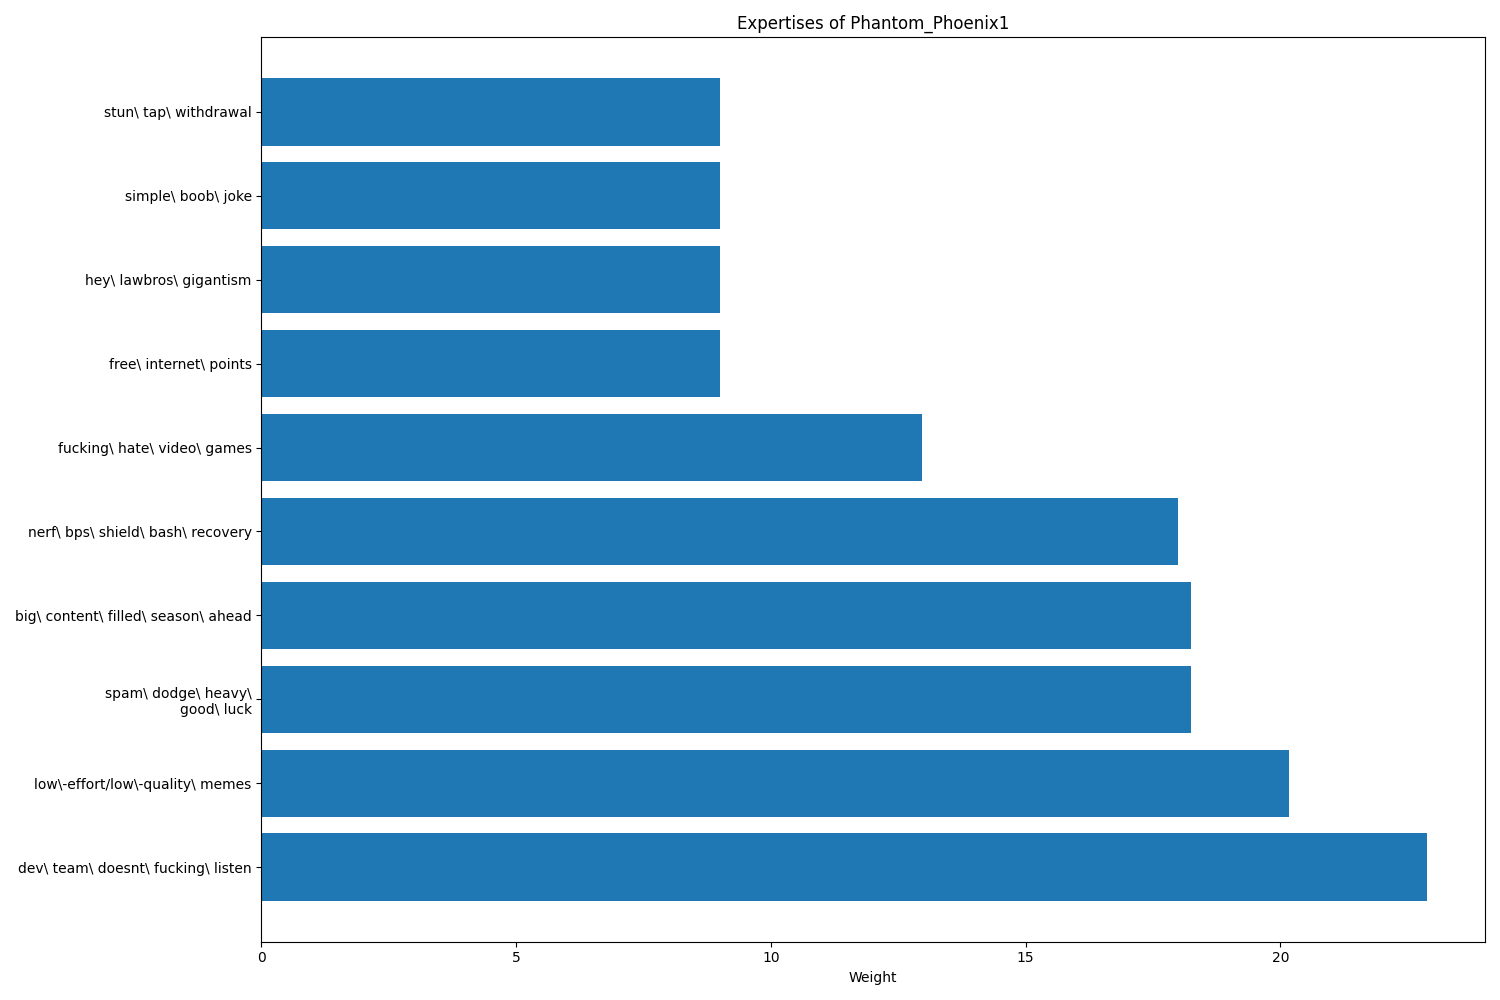 Expertises of Phantom_Phoenix1
stun\ tap\ withdrawal
simple\ boob\ joke
hey\ lawbros\ gigantism
free\ internet\ points
fucking\ hate\ video\ games
nerf\ bps\ shield\ bash\ recovery
big\ content\ filled\ season\ ahead
spam\ dodge\ heavy\
good\ luck
low\-effort/low\-quality\ memes
dev\ team\ doesnt\ fucking\ listen
0 5 10 15 20
Weight